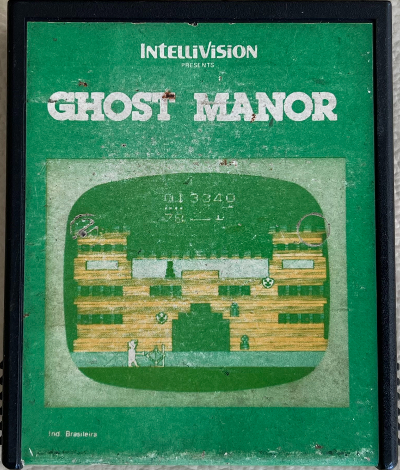 INTELLIVISION
PRESENTS
GHOST MANOR
013340
Ind. Brasileira